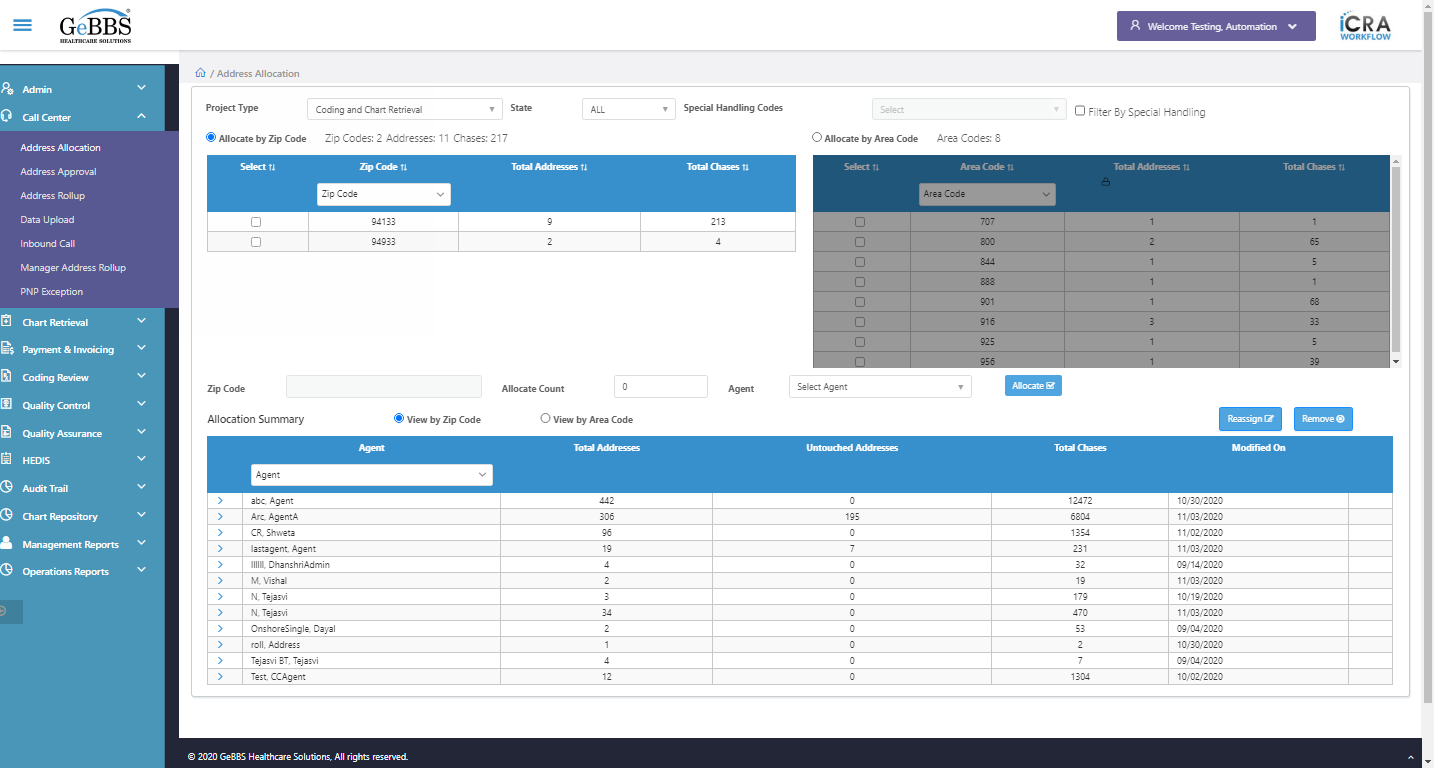 GeBBS
HEALTHCARE SOLUTIONS
Welcome Testing, Automation
iCRA
WORKFLOW
/ Address Allocation
Admin
Call Center
Address Allocation
Address Approval
Address Rollup
Data Upload
Inbound Call
Manager Address Rollup
PNP Exception
Chart Retrieval
Payment & Invoicing
Coding Review
Quality Control
Quality Assurance
HEDIS
Audit Trail
Chart Repository
Management Reports
Operations Reports
Project Type Coding and Chart Retrieval State ALL Special Handling Codes Select Filter By Special Handling
Allocate by Zip Code Zip Codes: 2 Addresses: 11 Chases: 217
Select Zip Code Total Addresses Total Chases
Zip Code
94133 9 213
94933 2 4
Allocate by Area Code Area Codes: 8
Select Area Code Total Addresses Total Chases
Area Code
707 1 1
800 2 65
844 1 5
888 1 1
901 1 68
916 3 33
925 1 5
956 1 39
Zip Code Allocate Count 0 Agent Select Agent Allocate
Allocation Summary View by Zip Code View by Area Code Reassign Remove
Agent Total Addresses Untouched Addresses Total Chases Modified On
Agent
abc, Agent 442 0 12472 10/30/2020
Arc, AgentA 306 195 6804 11/03/2020
CR, Shweta 96 0 1354 11/02/2020
lastagent, Agent 19 7 231 11/03/2020
DhanshriAdmin 4 0 32 09/14/2020
M, Vishal 2 0 19 11/03/2020
N, Tejasvi 3 0 179 10/19/2020
N, Tejasvi 34 0 470 11/03/2020
OnshoreSingle, Dayal 2 0 53 09/04/2020
roll, Address 1 0 2 10/30/2020
Tejasvi BT, Tejasvi 4 0 7 09/04/2020
Test, CCAgent 12 0 1304 10/02/2020
© 2020 GeBBS Healthcare Solutions, All rights reserved.